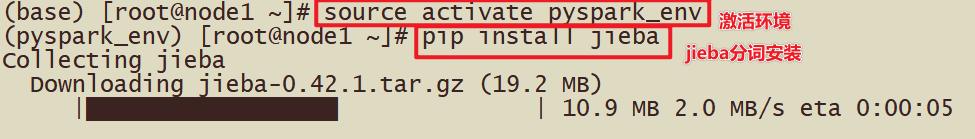 (base) [root@node1 ~]# source activate pyspark_env 激活环境
(pyspark_env) [root@node1 ~]# pip install jieba jieba分词安装
Collecting jieba
Downloading jieba-0.42.1.tar.gz (19.2 MB)
|████████████████ | 10.9 MB 2.0 MB/s eta 0:00:05